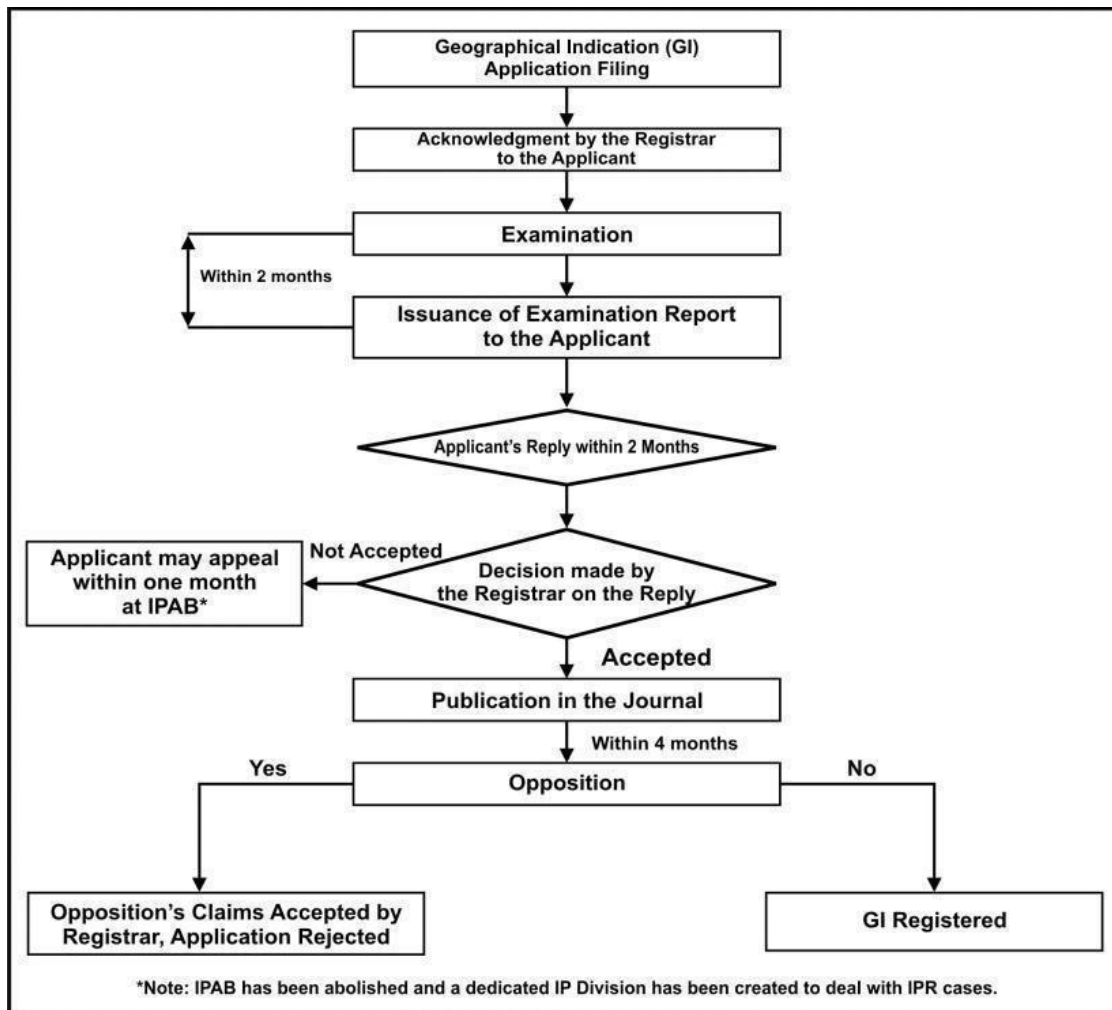 Geographical Indication (GI)
Application Filing
Acknowledgment by the Registrar
to the Applicant
Examination
Within 2 months
Issuance of Examination Report
to the Applicant
Applicant's Reply within 2 Months
Applicant may appeal
within one month
at IPAB*
Not Accepted
Decision made by
the Registrar on the Reply
Accepted
Publication in the Journal
Within 4 months
Yes
Opposition
No
Opposition's Claims Accepted by
Registrar, Application Rejected
GI Registered
*Note: IPAB has been abolished and a dedicated IP Division has been created to deal with IPR cases.